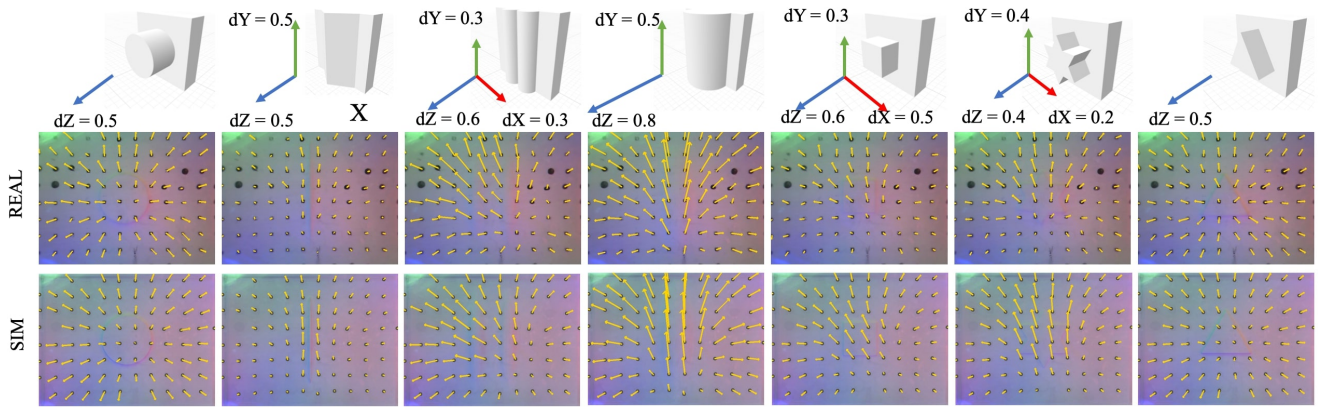 dY = 0.5
dY = 0.3
dY = 0.5
dY = 0.3
dY = 0.4
X
dZ = 0.5
dZ = 0.5
dZ = 0.6
dX = 0.3
dZ = 0.8
dZ = 0.6
dX = 0.5
dZ = 0.4
dX = 0.2
dZ = 0.5
REAL
SIM